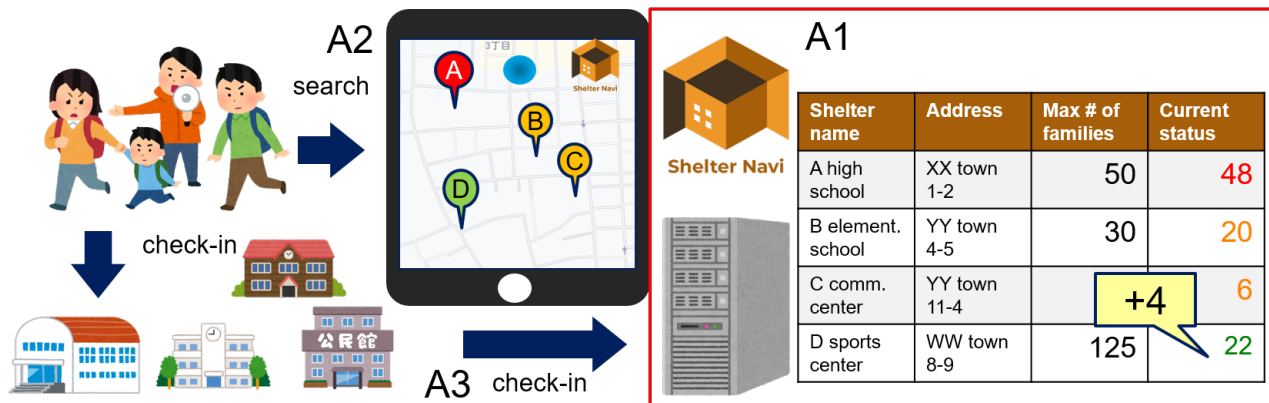 A2
search
check-in
公民館
3丁目
Shelter Navi
A
B
C
D
A3
check-in
A1
Shelter Navi
Shelter name
Address
Max # of families
Current status
A high school
XX town 1-2
50
48
B element. school
YY town 4-5
30
20
C comm. center
YY town 11-4
6
+4
D sports center
WW town 8-9
125
22